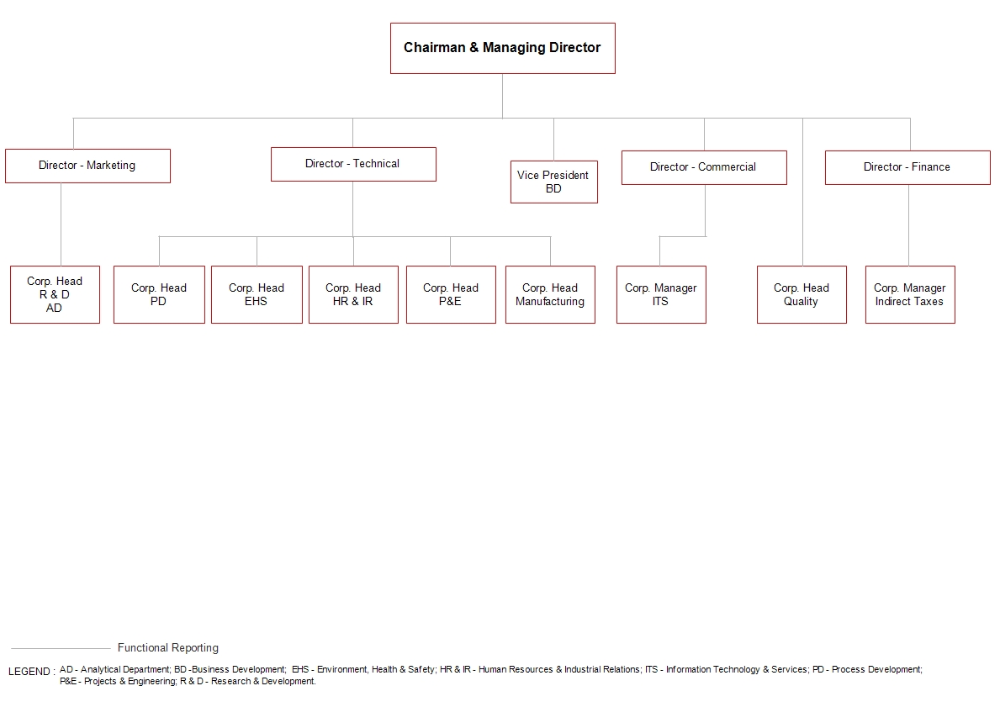 Chairman & Managing Director
Director - Marketing
Director - Technical
Vice President
BD
Director - Commercial
Director - Finance
Corp. Head
R & D
AD
Corp. Head
PD
Corp. Head
EHS
Corp. Head
HR & IR
Corp. Head
P&E
Corp. Head
Manufacturing
Corp. Manager
ITS
Corp. Head
Quality
Corp. Manager
Indirect Taxes
Functional Reporting
LEGEND : AD - Analytical Department; BD -Business Development; EHS - Environment, Health & Safety; HR & IR - Human Resources & Industrial Relations; ITS - Information Technology & Services; PD - Process Development;
P&E - Projects & Engineering; R & D - Research & Development.